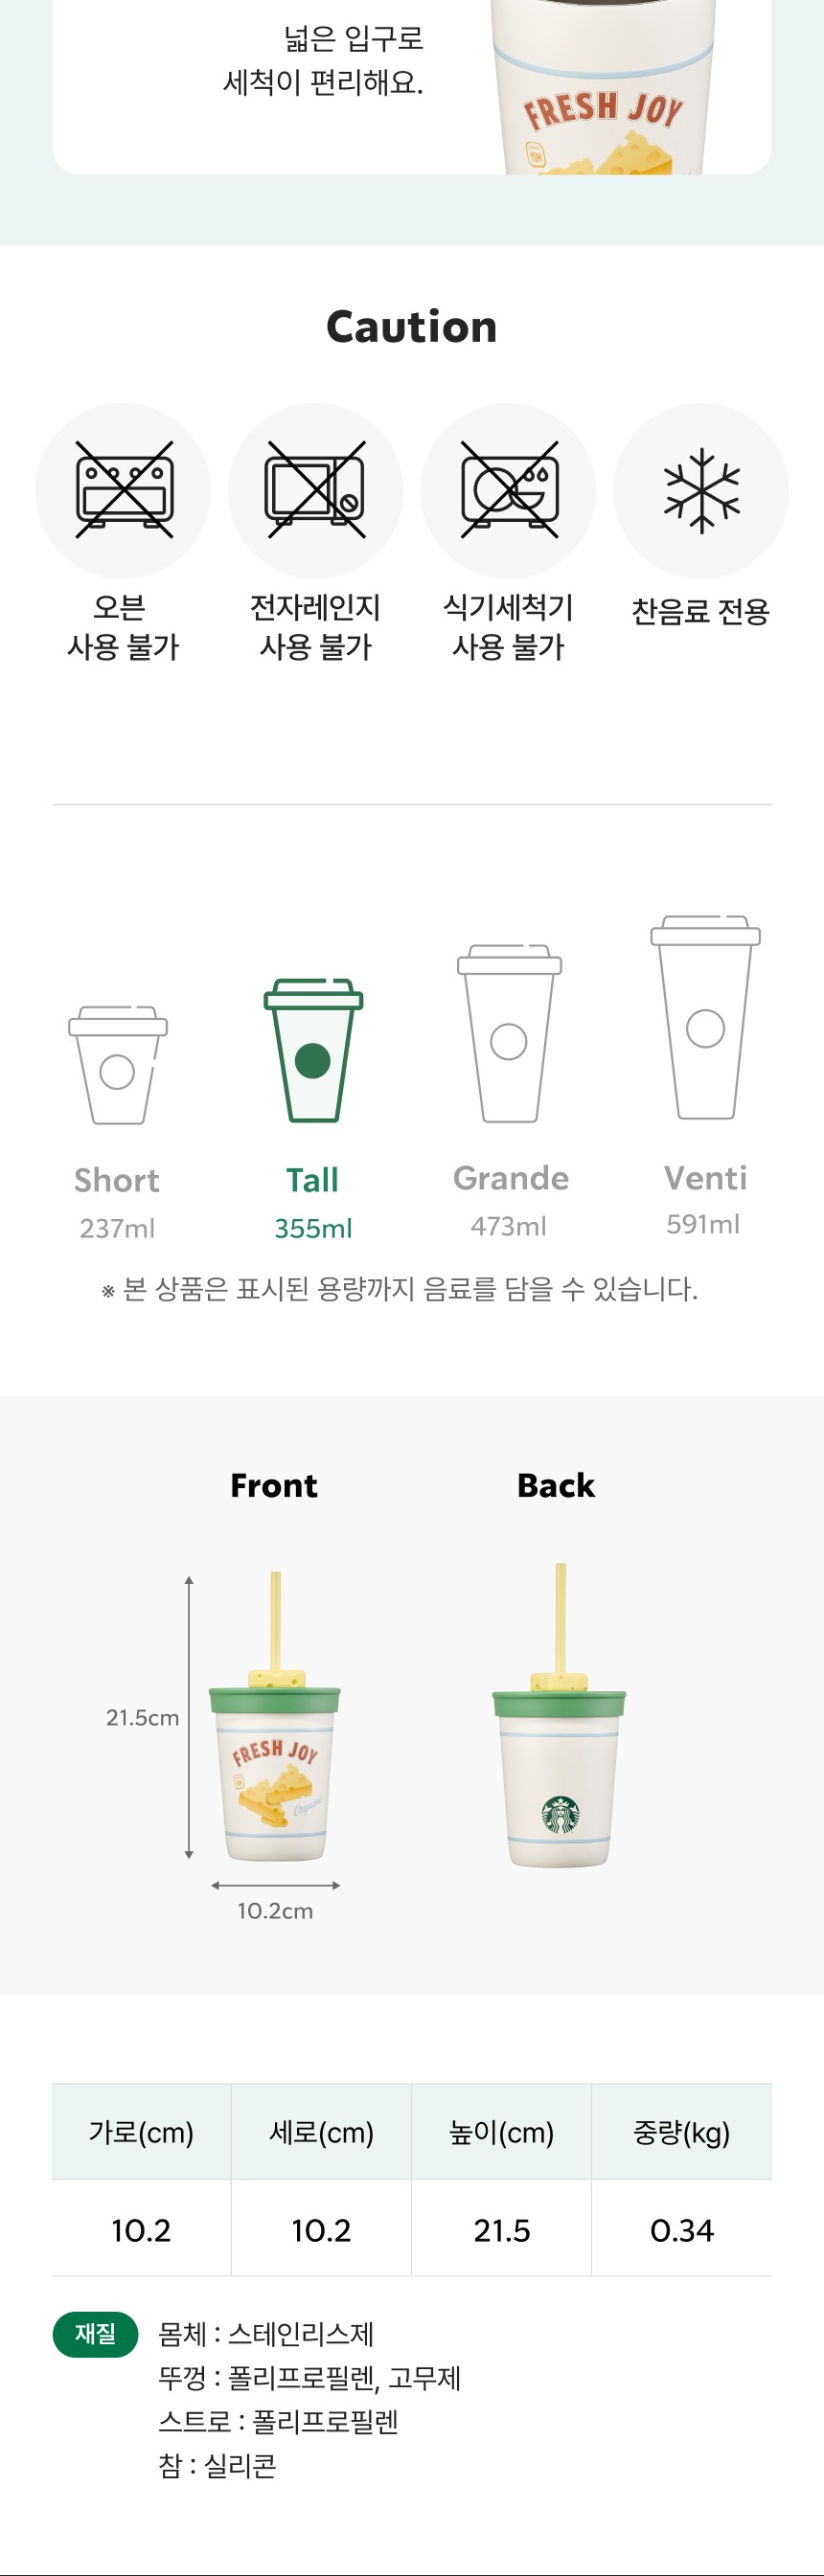 넓은 입구로
세척이 편리해요.
FRESH JOY
YUM
Caution
오븐
사용 불가
전자레인지
사용 불가
식기세척기
사용 불가
찬음료 전용
Short
237ml
Tall
355ml
Grande
473ml
Venti
591ml
※ 본 상품은 표시된 용량까지 음료를 담을 수 있습니다.
Front
Back
21.5cm
FRESH JOY
Organic
10.2cm
가로(cm) 세로(cm) 높이(cm) 중량(kg)
10.2 10.2 21.5 0.34
재질 몸체 : 스테인리스제
뚜껑 : 폴리프로필렌, 고무제
스트로 : 폴리프로필렌
참 : 실리콘